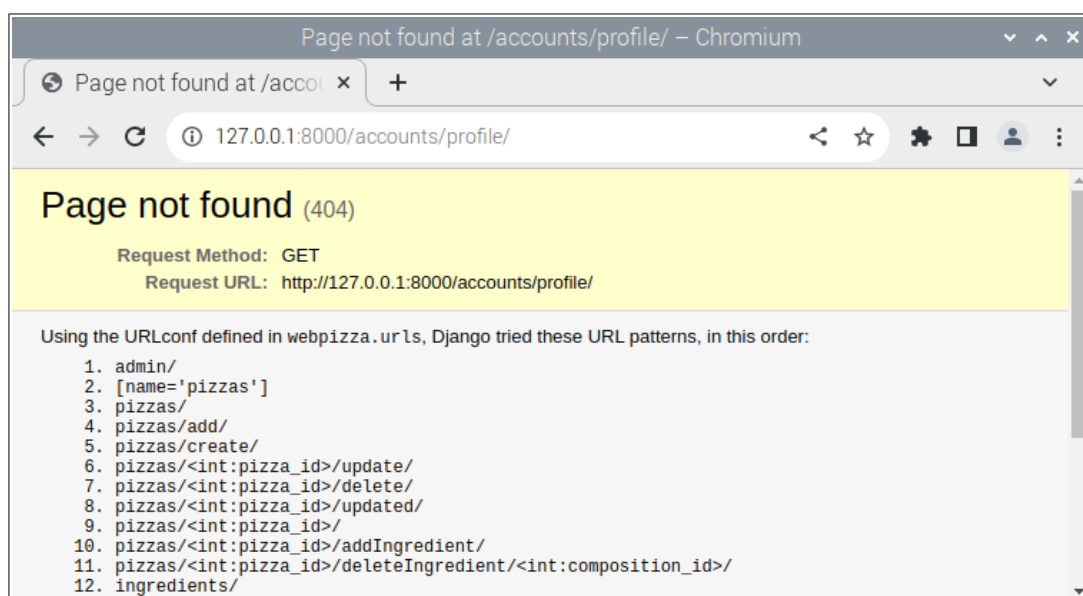 Page not found at /accounts/profile/ – Chromium
Page not found at /acco
127.0.0.1:8000/accounts/profile/
Page not found (404)
Request Method: GET
Request URL: http://127.0.0.1:8000/accounts/profile/
Using the URLconf defined in webpizza.urls, Django tried these URL patterns, in this order:
1. admin/
2. [name='pizzas']
3. pizzas/
4. pizzas/add/
5. pizzas/create/
6. pizzas/<int:pizza_id>/update/
7. pizzas/<int:pizza_id>/delete/
8. pizzas/<int:pizza_id>/updated/
9. pizzas/<int:pizza_id>/
10. pizzas/<int:pizza_id>/addIngredient/
11. pizzas/<int:pizza_id>/deleteIngredient/<int:composition_id>/
12. ingredients/